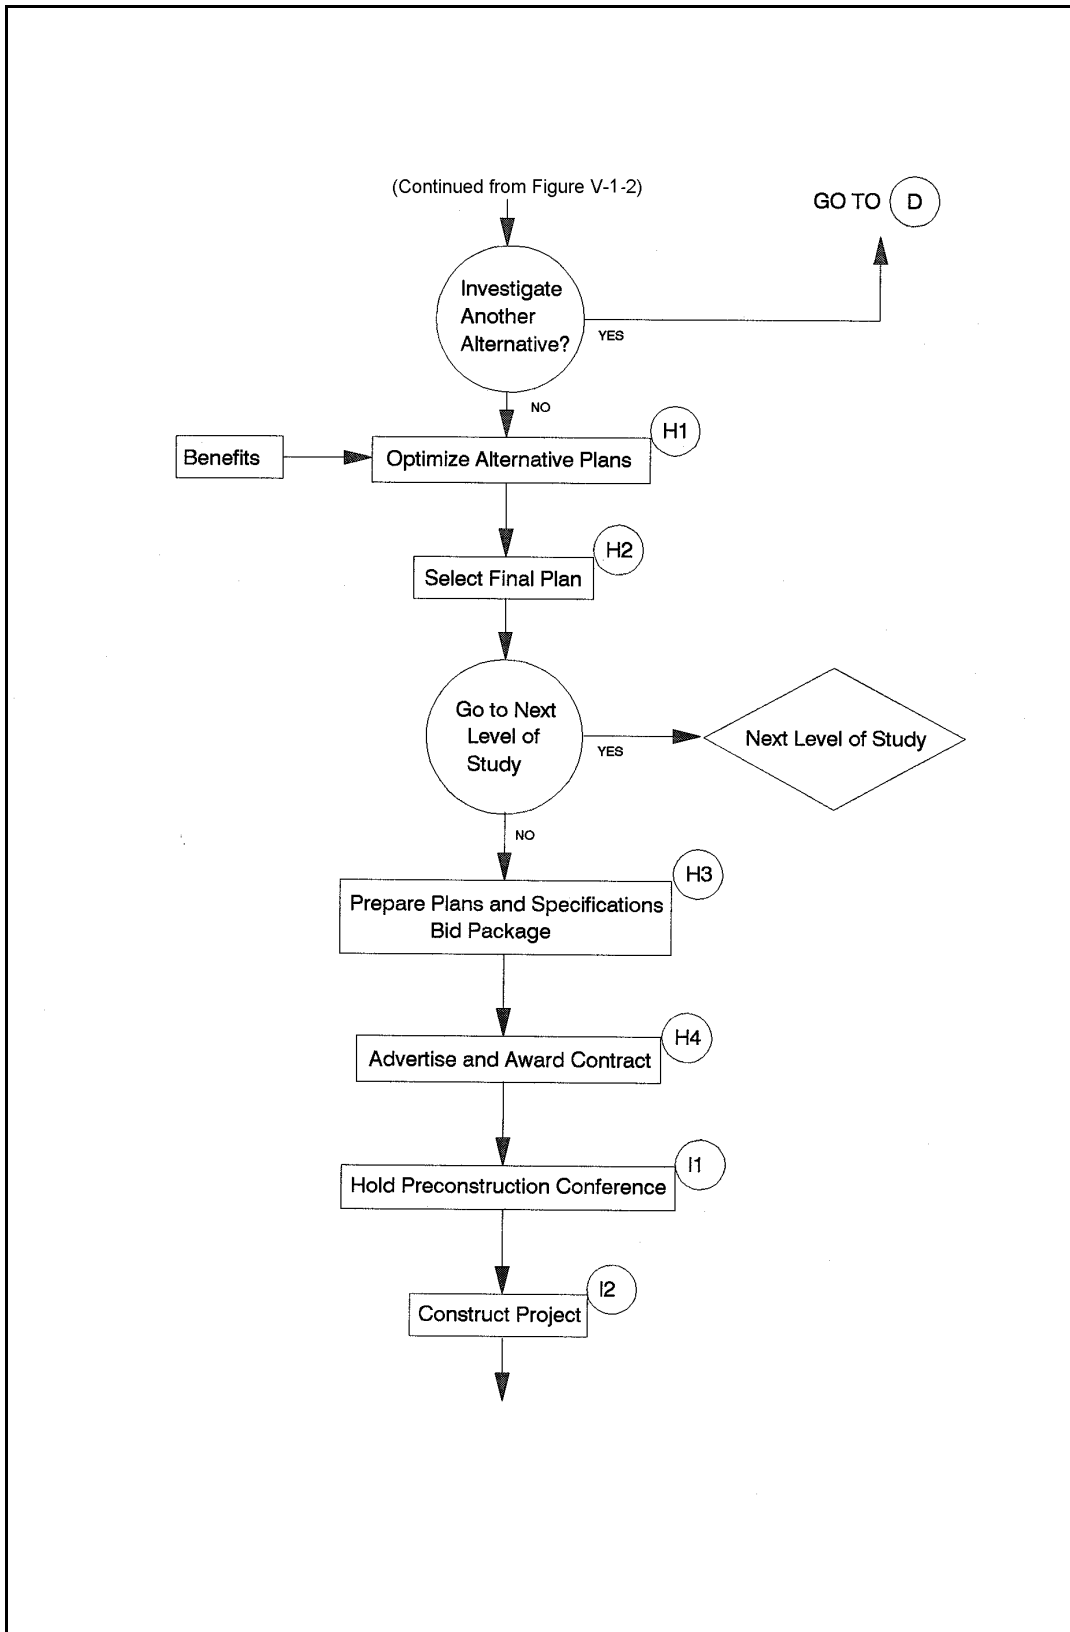 (Continued from Figure V-1-2)
GO TO D
Investigate
Another
Alternative?
YES
NO
H1
Benefits
Optimize Alternative Plans
H2
Select Final Plan
Go to Next
Level of
Study
YES
Next Level of Study
NO
H3
Prepare Plans and Specifications
Bid Package
H4
Advertise and Award Contract
I1
Hold Preconstruction Conference
I2
Construct Project